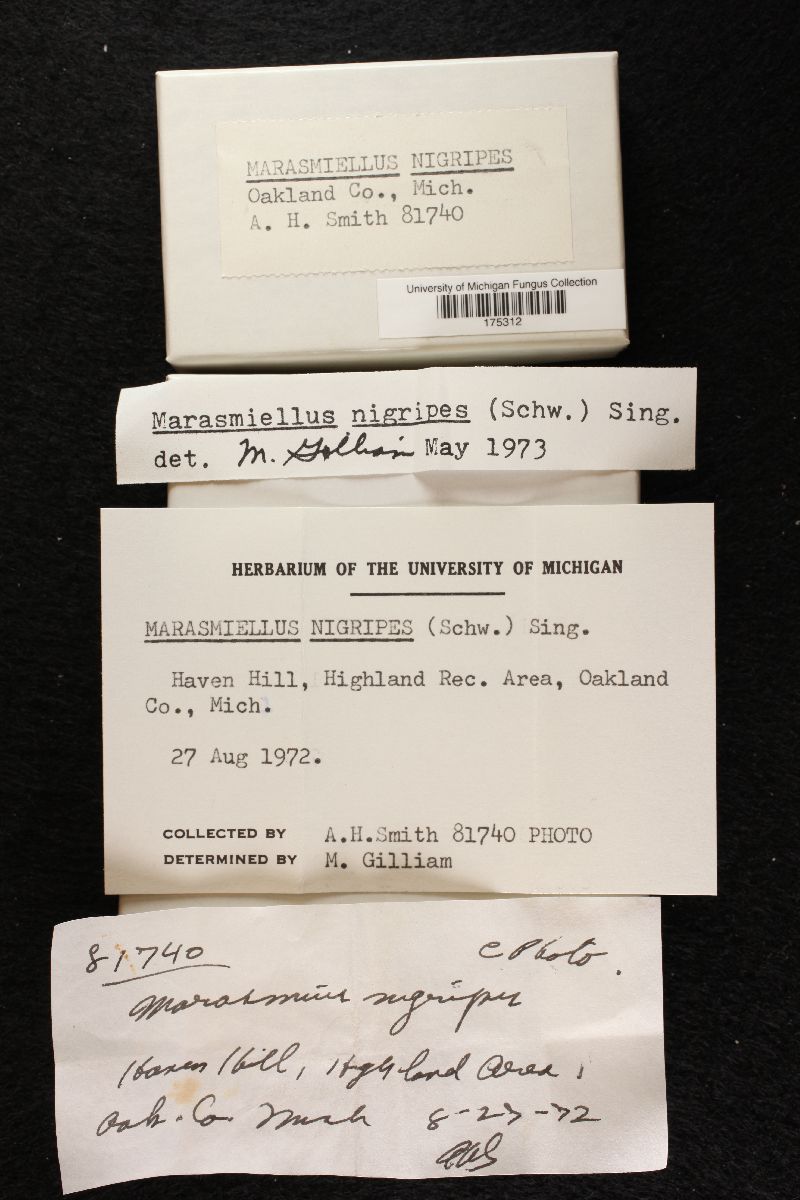 MARASMIELLUS NIGRIPES
Oakland Co., Mich.
A. H. Smith 81740
University of Michigan Fungus Collection
175312
Marasmiellus nigripes (Schw.) Sing.
det. M. Gilliam May 1973
HERBARIUM OF THE UNIVERSITY OF MICHIGAN
MARASMIELLUS NIGRIPES (Schw.) Sing.
Haven Hill, Highland Rec. Area, Oakland
Co., Mich.
27 Aug 1972.
COLLECTED BY A.H.Smith 81740 PHOTO
DETERMINED BY M. Gilliam
81740 c Photo.
Marasmius nigripes
Haven Hill, Highland Area,
Oak. Co. Mich 8-27-72
AHS